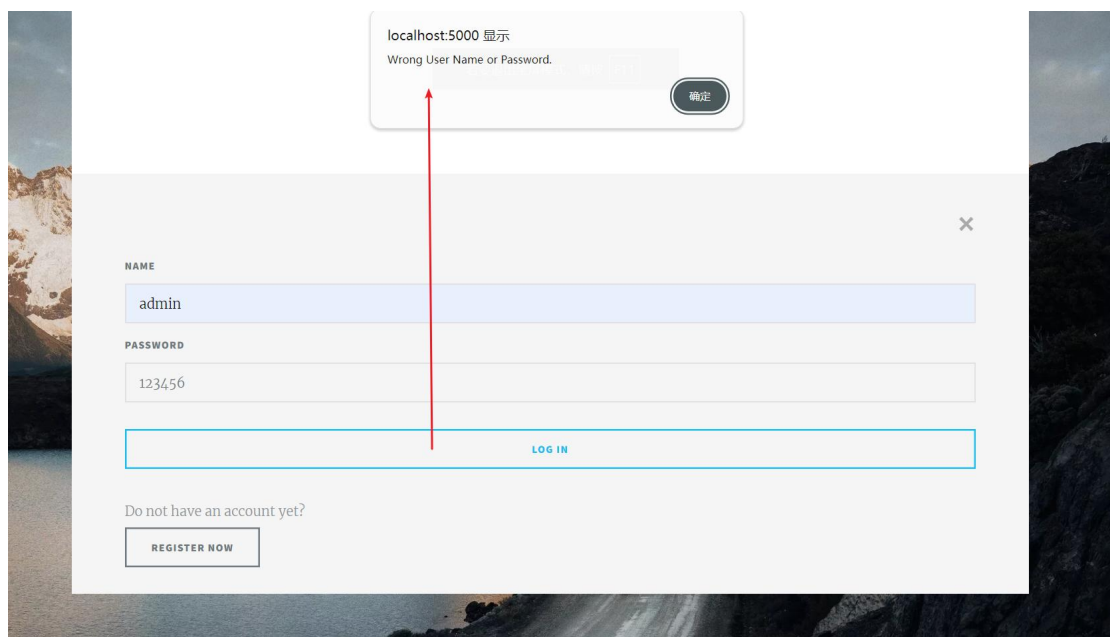 localhost:5000 显示
Wrong User Name or Password.
确定
×
NAME
admin
PASSWORD
123456
LOG IN
Do not have an account yet?
REGISTER NOW